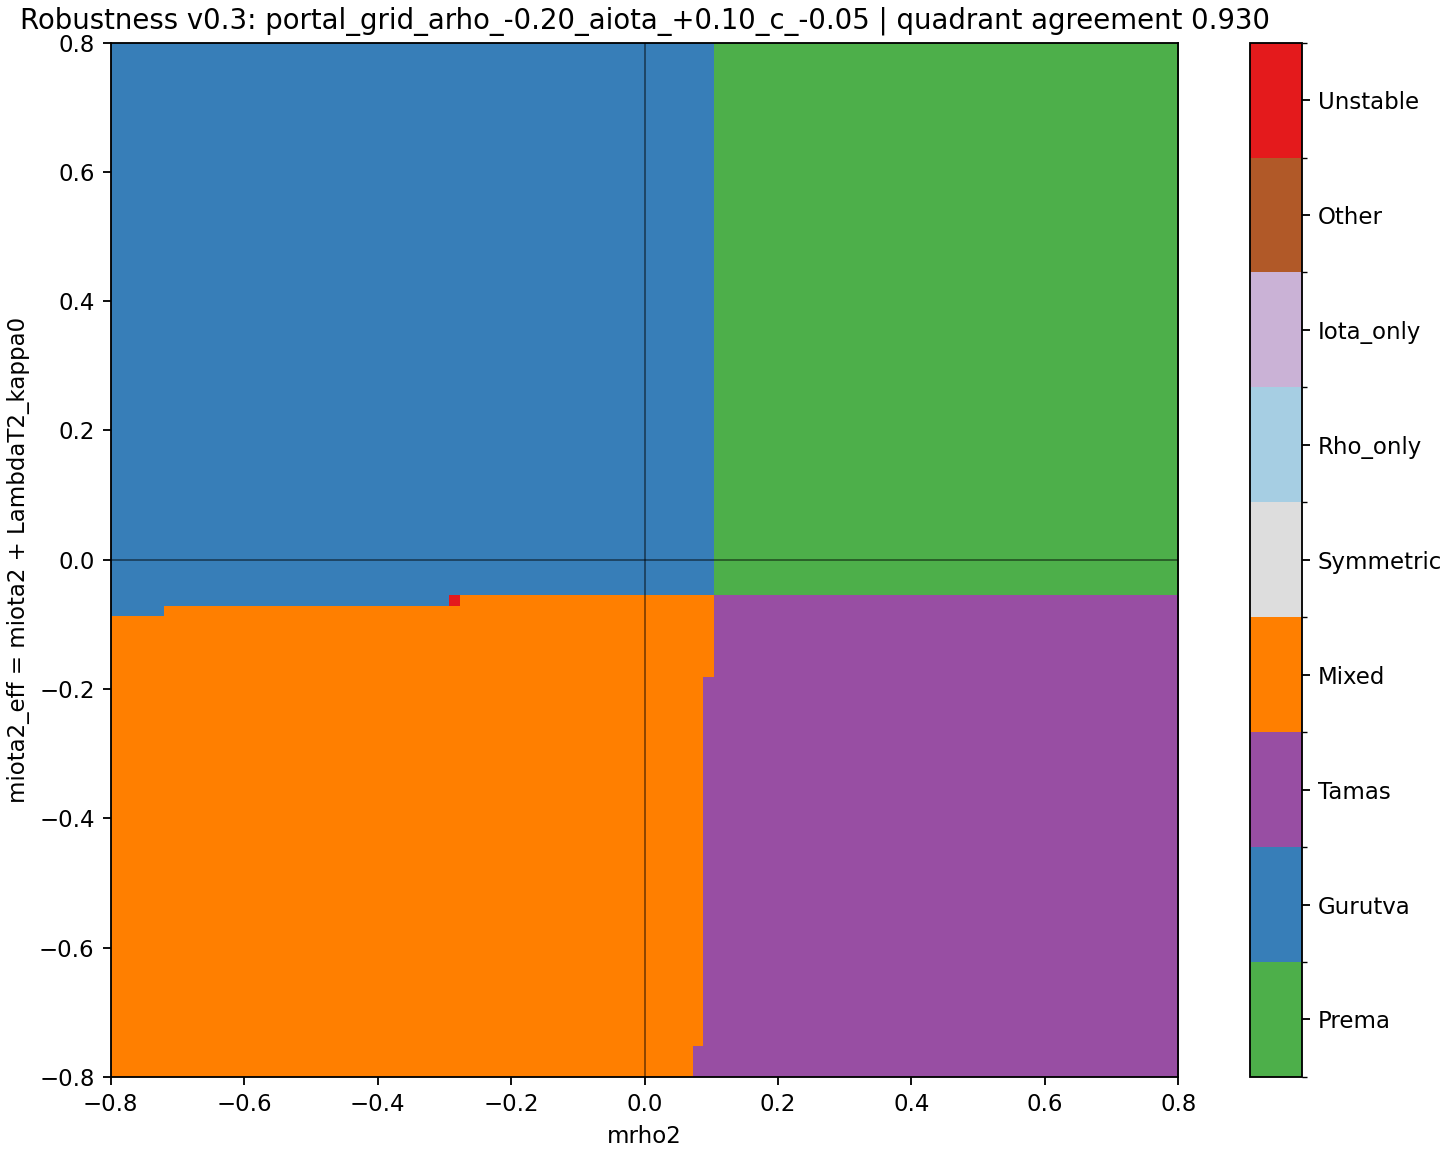 Robustness v0.3: portal_grid_arho_-0.20_aiota_+0.10_c_-0.05 | quadrant agreement 0.930
miota2_eff = miota2 + LambdaT2_kappa0
0.8
0.6
0.4
0.2
0.0
−0.2
−0.4
−0.6
−0.8
−0.8 −0.6 −0.4 −0.2 0.0 0.2 0.4 0.6 0.8
mrho2
Unstable
Other
Iota_only
Rho_only
Symmetric
Mixed
Tamas
Gurutva
Prema